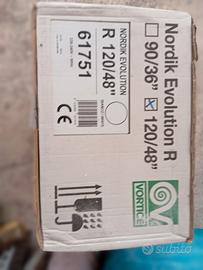 Nordik Evolution R
90/36"
120/48"
VORTICE
NORDIK EVOLUTION
R 120/48"
61751
CE
subito